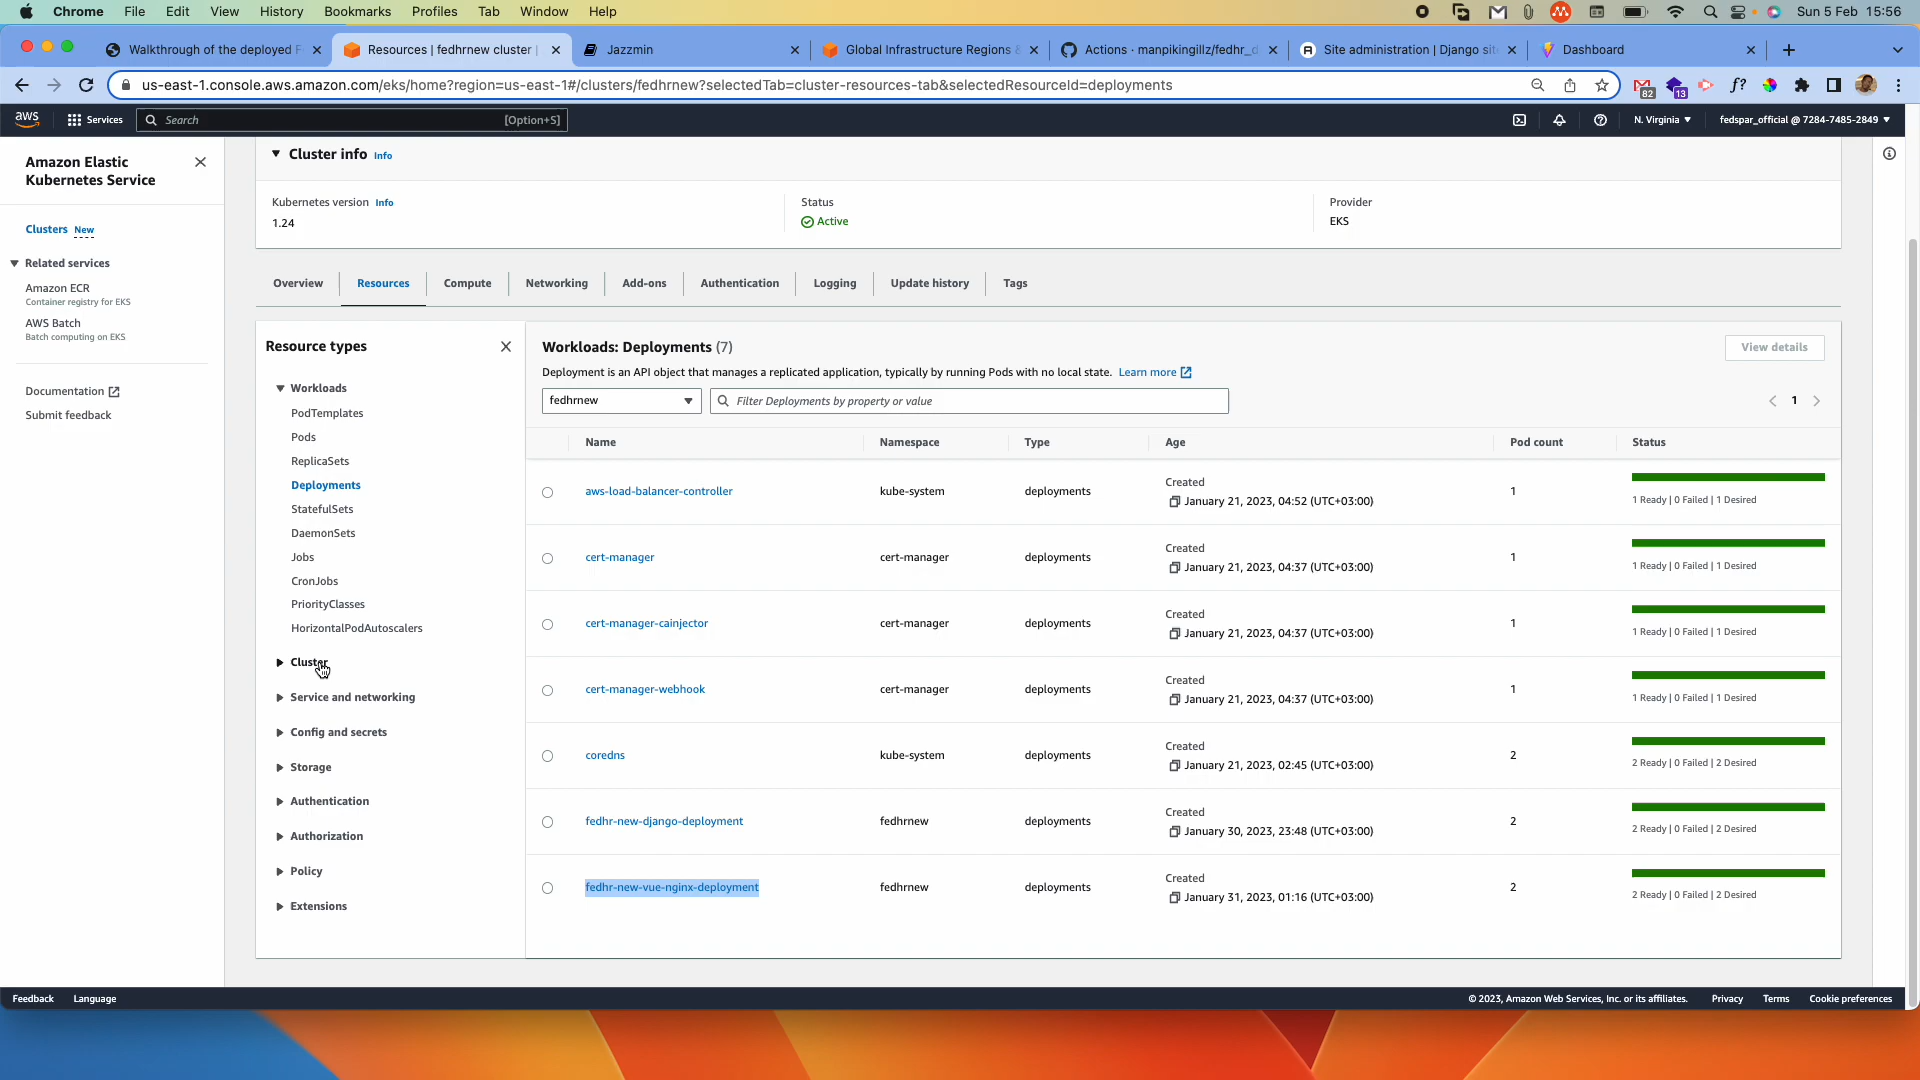 Chrome File Edit View History Bookmarks Profiles Tab Window Help Sun 5 Feb 15:56
Walkthrough of the deployed F Resources | fedhrnew cluster | Jazzmin Global Infrastructure Regions & Actions · manpikingillz/fedhr_d Site administration | Django sit Dashboard
us-east-1.console.aws.amazon.com/eks/home?region=us-east-1#/clusters/fedhrnew?selectedTab=cluster-resources-tab&selectedResourceId=deployments 82 13 f?
aws Services Search [Option+S] N. Virginia fedspar_official @ 7284-7485-2849
Amazon Elastic
Kubernetes Service
Clusters New
Related services
Amazon ECR
Container registry for EKS
AWS Batch
Batch computing on EKS
Documentation
Submit feedback
Cluster info Info
Kubernetes version Info
1.24
Status
Active
Provider
EKS
Overview Resources Compute Networking Add-ons Authentication Logging Update history Tags
Resource types
Workloads
PodTemplates
Pods
ReplicaSets
Deployments
StatefulSets
DaemonSets
Jobs
CronJobs
PriorityClasses
HorizontalPodAutoscalers
Cluster
Service and networking
Config and secrets
Storage
Authentication
Authorization
Policy
Extensions
Workloads: Deployments (7) View details
Deployment is an API object that manages a replicated application, typically by running Pods with no local state. Learn more
fedhrnew Filter Deployments by property or value 1
Name Namespace Type Age Pod count Status
aws-load-balancer-controller kube-system deployments Created January 21, 2023, 04:52 (UTC+03:00) 1 1 Ready | 0 Failed | 1 Desired
cert-manager cert-manager deployments Created January 21, 2023, 04:37 (UTC+03:00) 1 1 Ready | 0 Failed | 1 Desired
cert-manager-cainjector cert-manager deployments Created January 21, 2023, 04:37 (UTC+03:00) 1 1 Ready | 0 Failed | 1 Desired
cert-manager-webhook cert-manager deployments Created January 21, 2023, 04:37 (UTC+03:00) 1 1 Ready | 0 Failed | 1 Desired
coredns kube-system deployments Created January 21, 2023, 02:45 (UTC+03:00) 2 2 Ready | 0 Failed | 2 Desired
fedhr-new-django-deployment fedhrnew deployments Created January 30, 2023, 23:48 (UTC+03:00) 2 2 Ready | 0 Failed | 2 Desired
fedhr-new-vue-nginx-deployment fedhrnew deployments Created January 31, 2023, 01:16 (UTC+03:00) 2 2 Ready | 0 Failed | 2 Desired
Feedback Language © 2023, Amazon Web Services, Inc. or its affiliates. Privacy Terms Cookie preferences